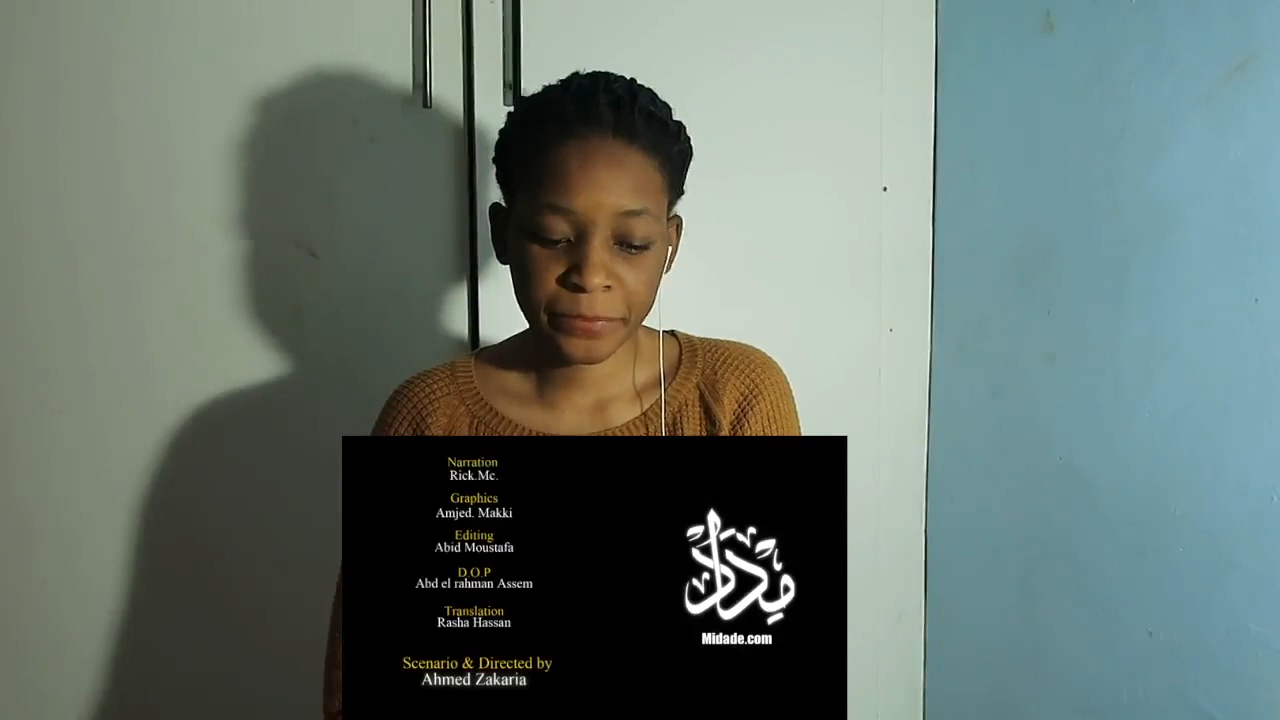 Narration
Rick.Mc.
Graphics
Amjed. Makki
Editing
Abid Moustafa
D.O.P
Abd el rahman Assem
Translation
Rasha Hassan
Scenario & Directed by
Ahmed Zakaria
مِدَاد
Midade.com